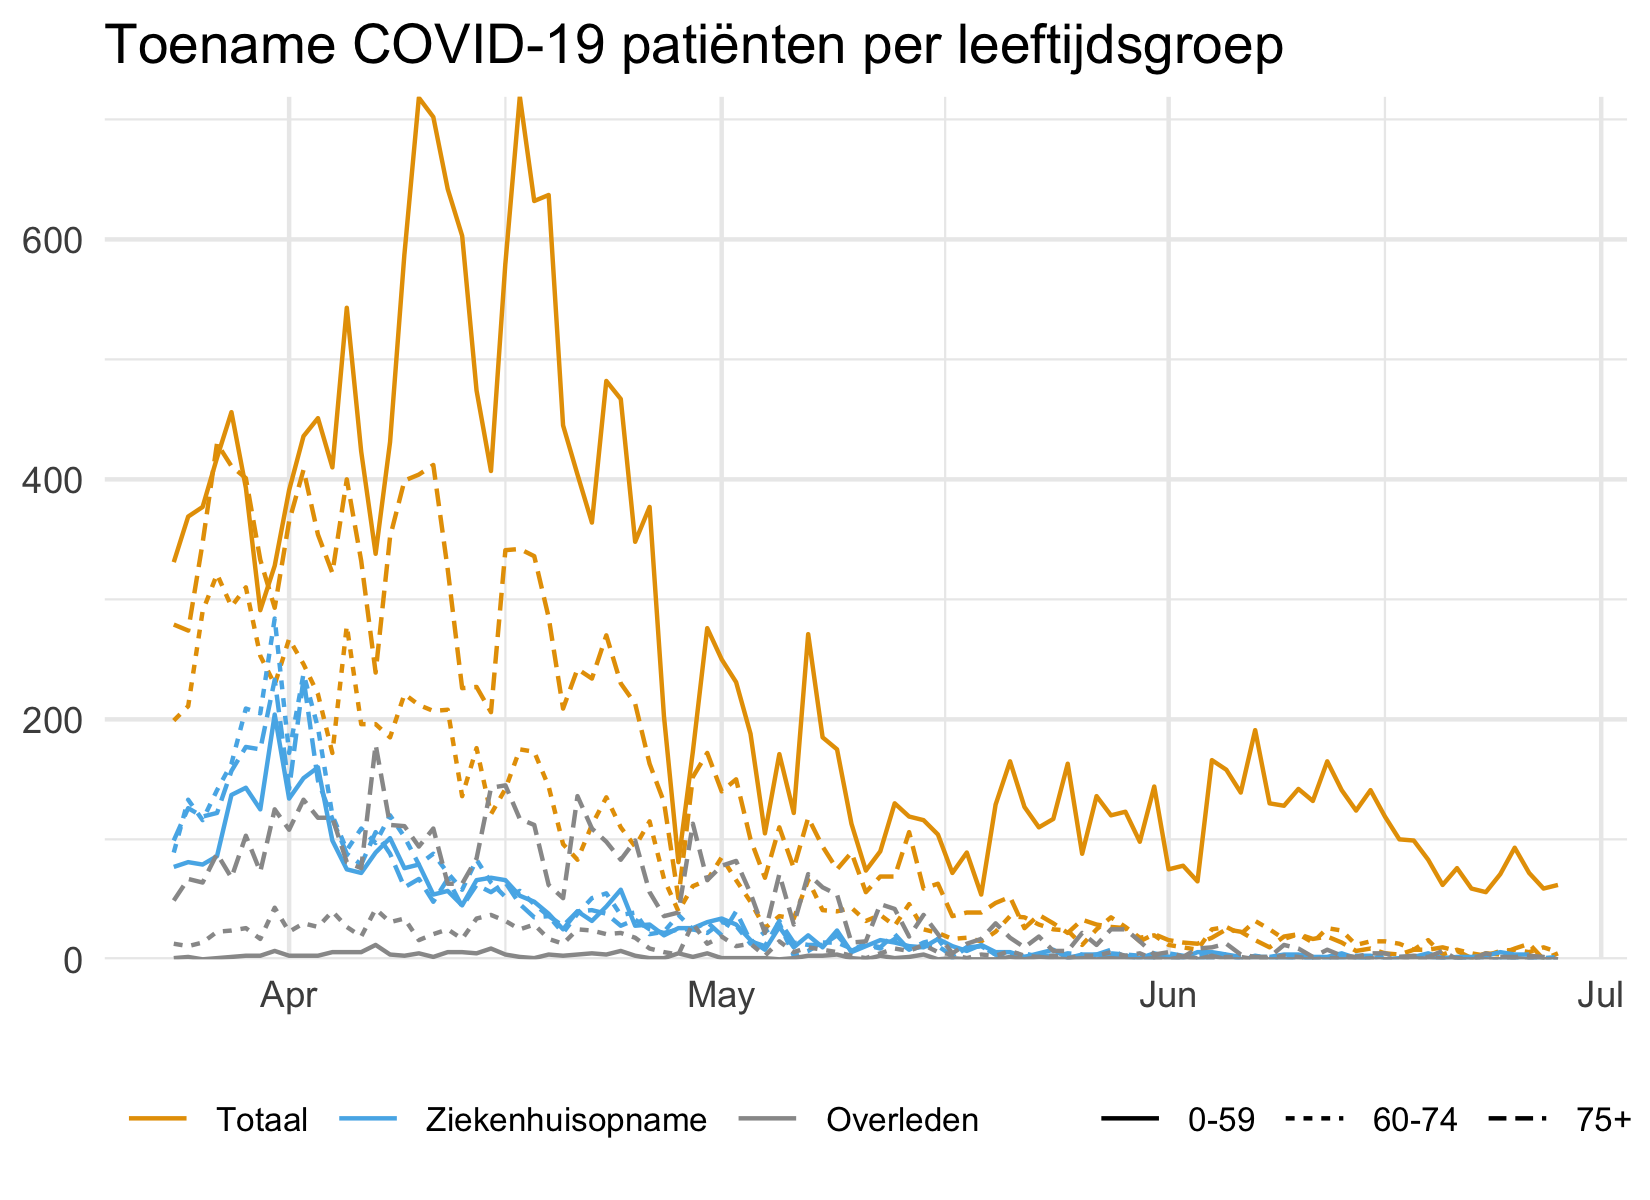 Toename COVID-19 patiënten per leeftijdsgroep
600
400
200
0
Apr May Jun Jul
Totaal Ziekenhuisopname Overleden 0-59 60-74 75+